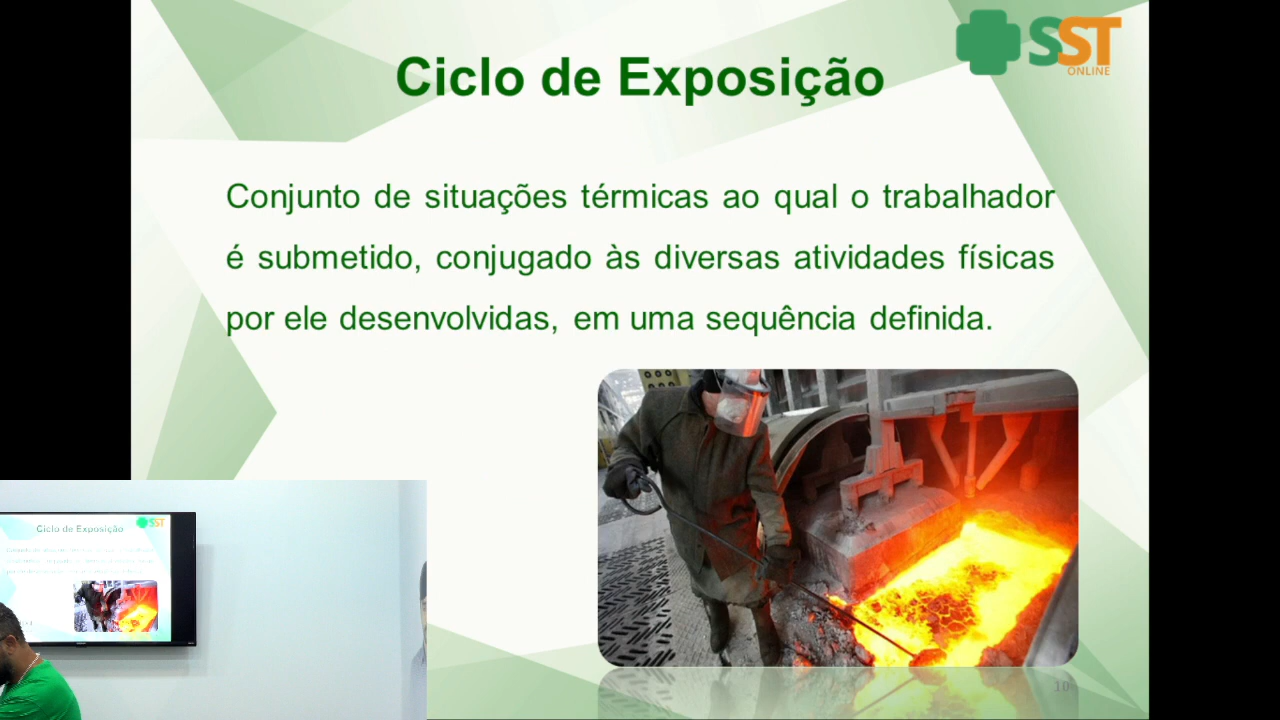 SST
ONLINE
Ciclo de Exposição
Conjunto de situações térmicas ao qual o trabalhador
é submetido, conjugado às diversas atividades físicas
por ele desenvolvidas, em uma sequência definida.
10
Ciclo de Exposição
SST